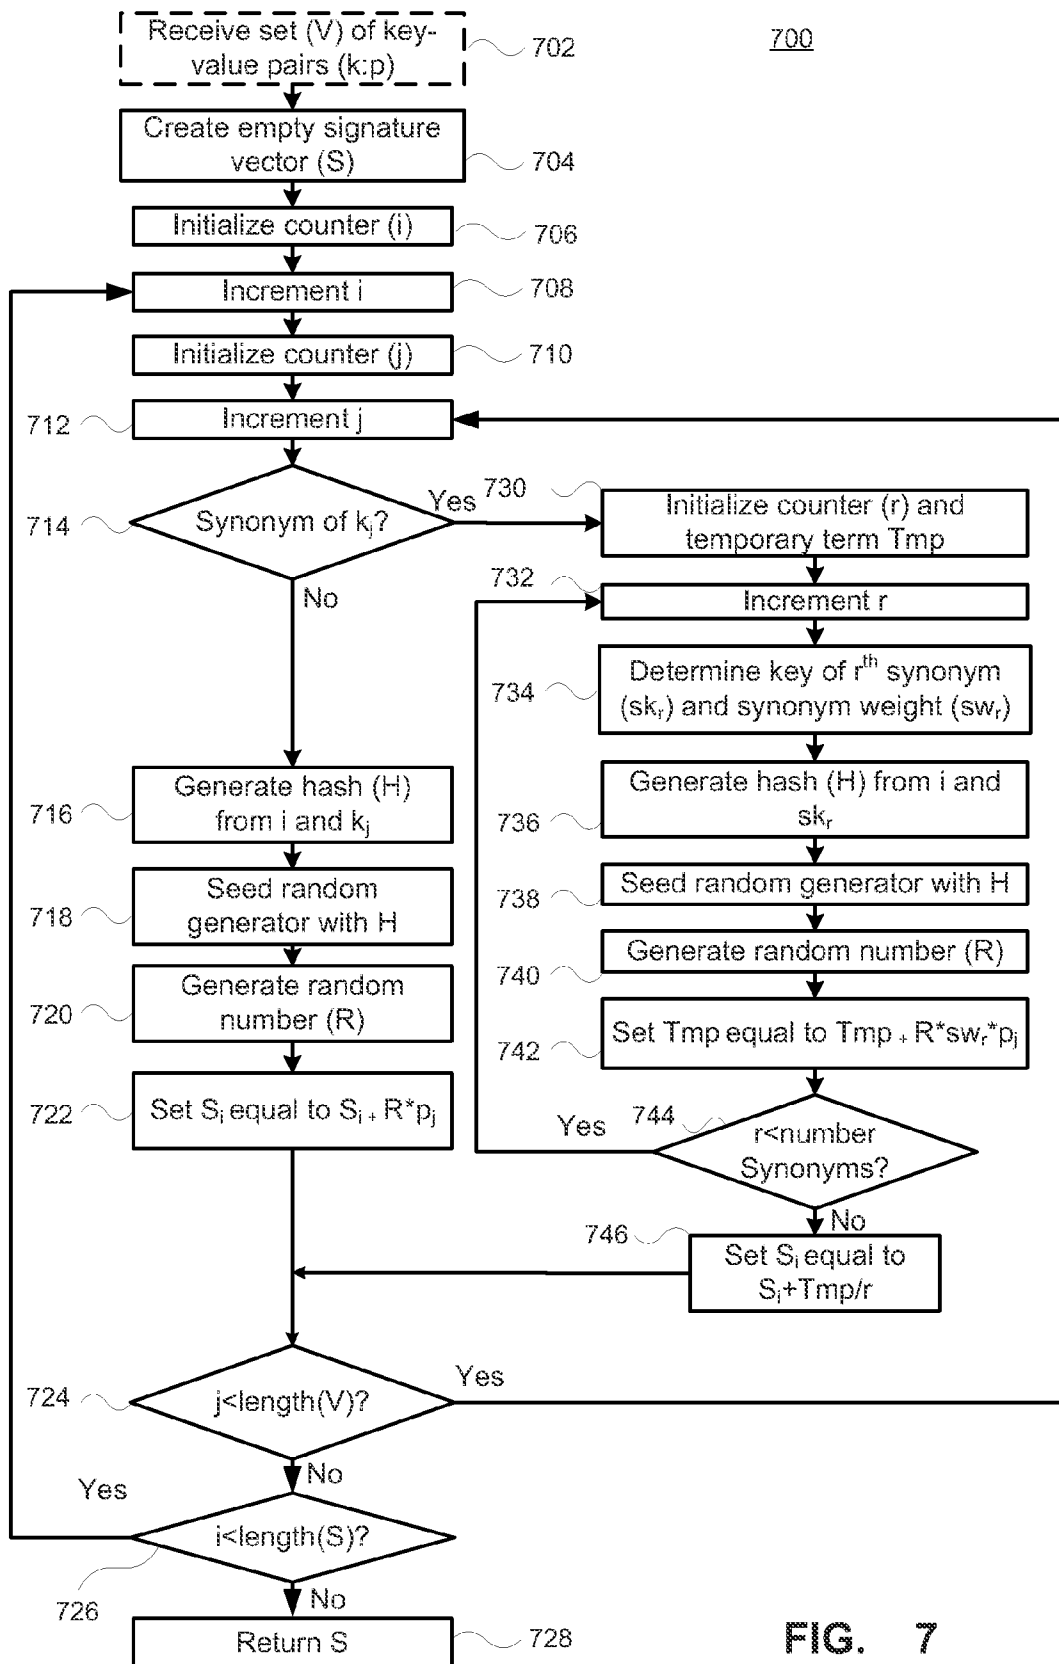 Receive set (V) of key-
value pairs (k:p)
702
700
Create empty signature
vector (S)
704
Initialize counter (i)
706
Increment i
708
Initialize counter (j)
710
712
Increment j
714
Synonym of kj?
Yes
No
730
Initialize counter (r) and
temporary term Tmp
732
Increment r
734
Determine key of rth synonym
(skr) and synonym weight (swr)
716
Generate hash (H)
from i and kj
736
Generate hash (H) from i and
skr
718
Seed random
generator with H
738
Seed random generator with H
720
Generate random
number (R)
740
Generate random number (R)
722
Set Si equal to Si + R*pj
742
Set Tmp equal to Tmp + R*swr*pj
744
Yes
r<number
Synonyms?
No
746
Set Si equal to
Si+Tmp/r
724
j<length(V)?
Yes
No
Yes
i<length(S)?
726
No
Return S
728
FIG. 7